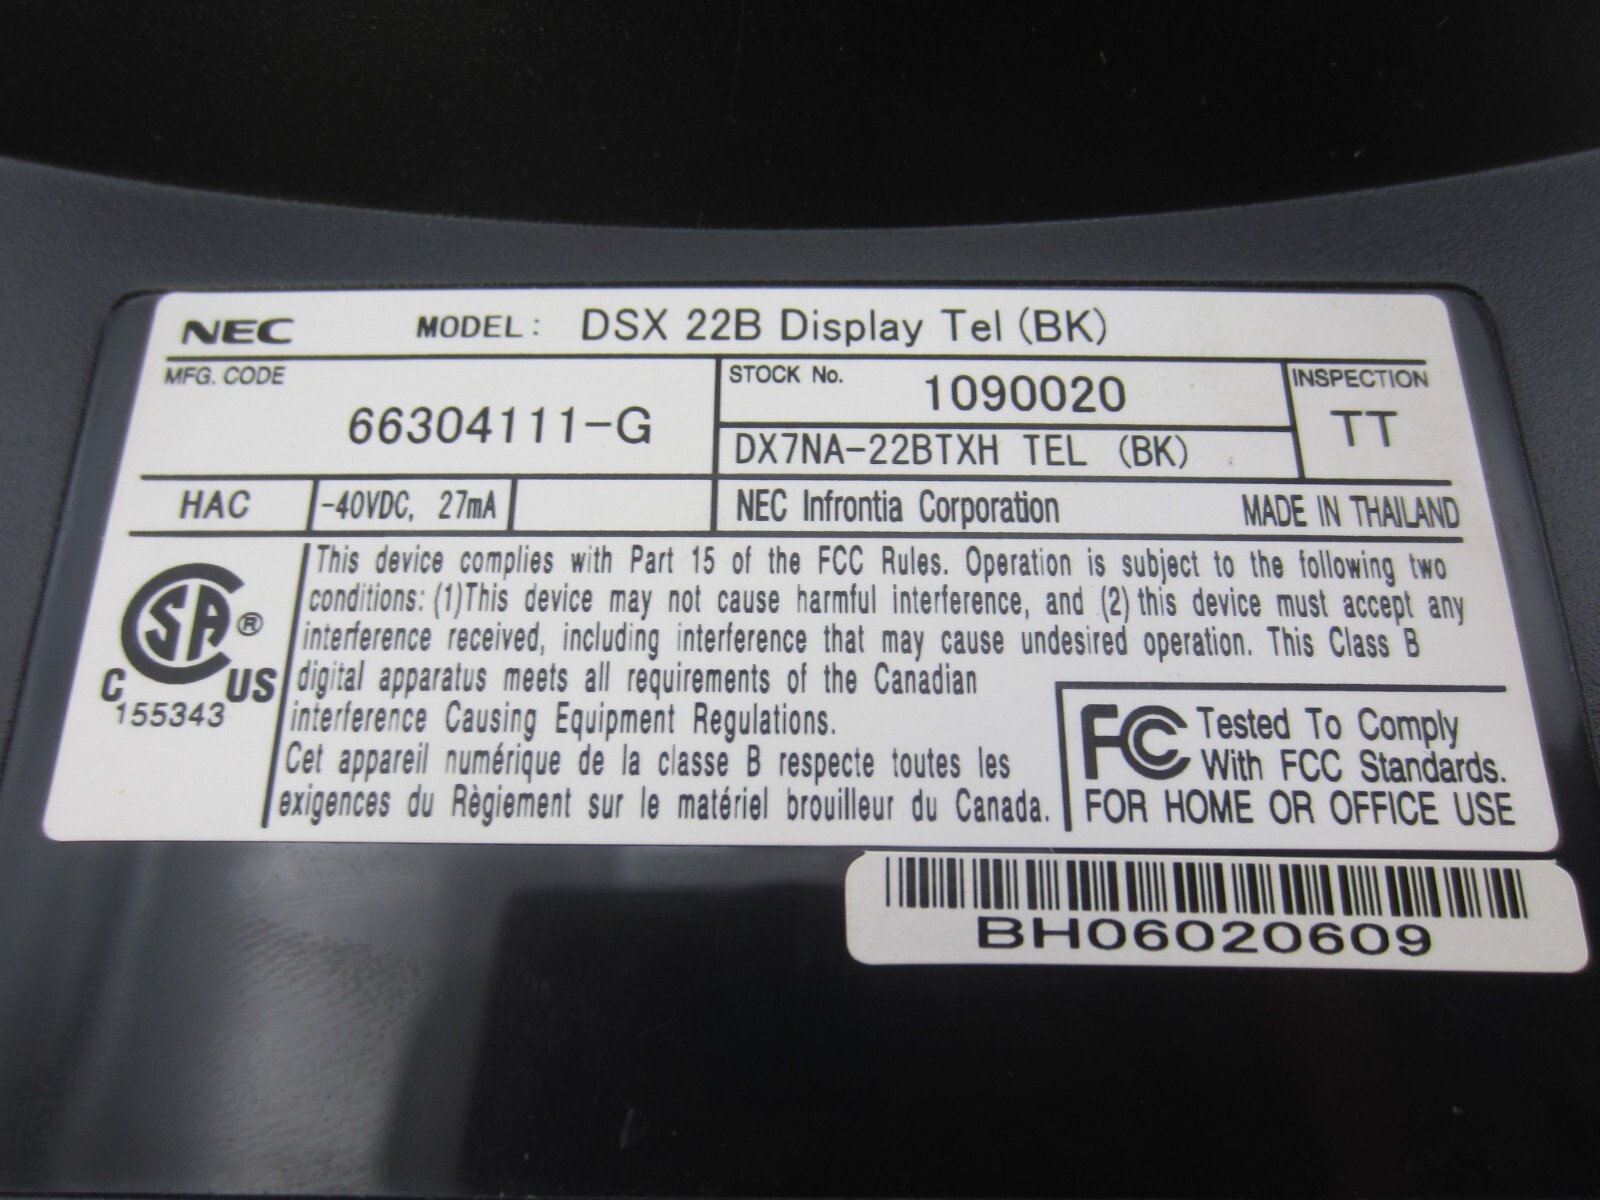 NEC MODEL: DSX 22B Display Tel (BK)
MFG. CODE
66304111-G
STOCK No. 1090020
DX7NA-22BTXH TEL (BK)
INSPECTION
TT
HAC
-40VDC, 27mA
NEC Infrontia Corporation MADE IN THAILAND
SA ®
C US
155343
This device complies with Part 15 of the FCC Rules. Operation is subject to the following two
conditions: (1)This device may not cause harmful interference, and (2) this device must accept any
interference received, including interference that may cause undesired operation. This Class B
digital apparatus meets all requirements of the Canadian
interference Causing Equipment Regulations.
Cet appareil numérique de la classe B respecte toutes les
exigences du Règiement sur le matériel brouilleur du Canada.
FC Tested To Comply
With FCC Standards.
FOR HOME OR OFFICE USE
BH06020609